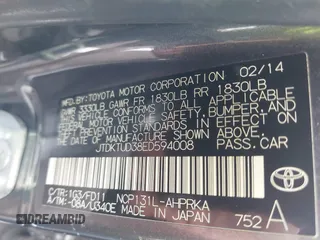 MFD. BY: TOYOTA MOTOR CORPORATION 02/14
GVWR 3330LB GAWR FR 1830LB RR 1830LB
THIS VEHICLE CONFORMS TO ALL APPLICABLE
FEDERAL MOTOR VEHICLE SAFETY, BUMPER, AND
THEFT PREVENTION STANDARDS IN EFFECT ON
THE DATE OF MANUFACTURE SHOWN ABOVE.
JTDKTUD38ED594008 PASS. CAR
C/TR: 1G3/FD11 NCP131L-AHPRKA
A/TM: -08A/U340E MADE IN JAPAN 752 A
DREAMBID